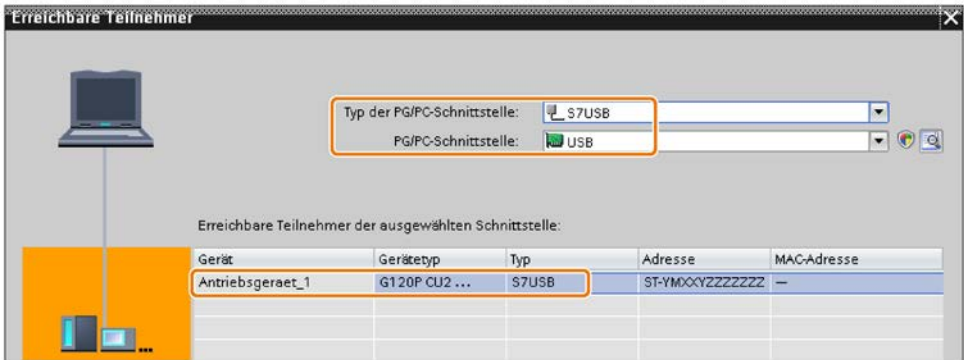 Erreichbare Teilnehmer
Typ der PG/PC-Schnittstelle: S7USB
PG/PC-Schnittstelle: USB
Erreichbare Teilnehmer der ausgewählten Schnittstelle:
Gerät Gerätetyp Typ Adresse MAC-Adresse
Antriebsgeraet_1 G120P CU2 ... S7USB ST-YMXXYZZZZZZZ —
...